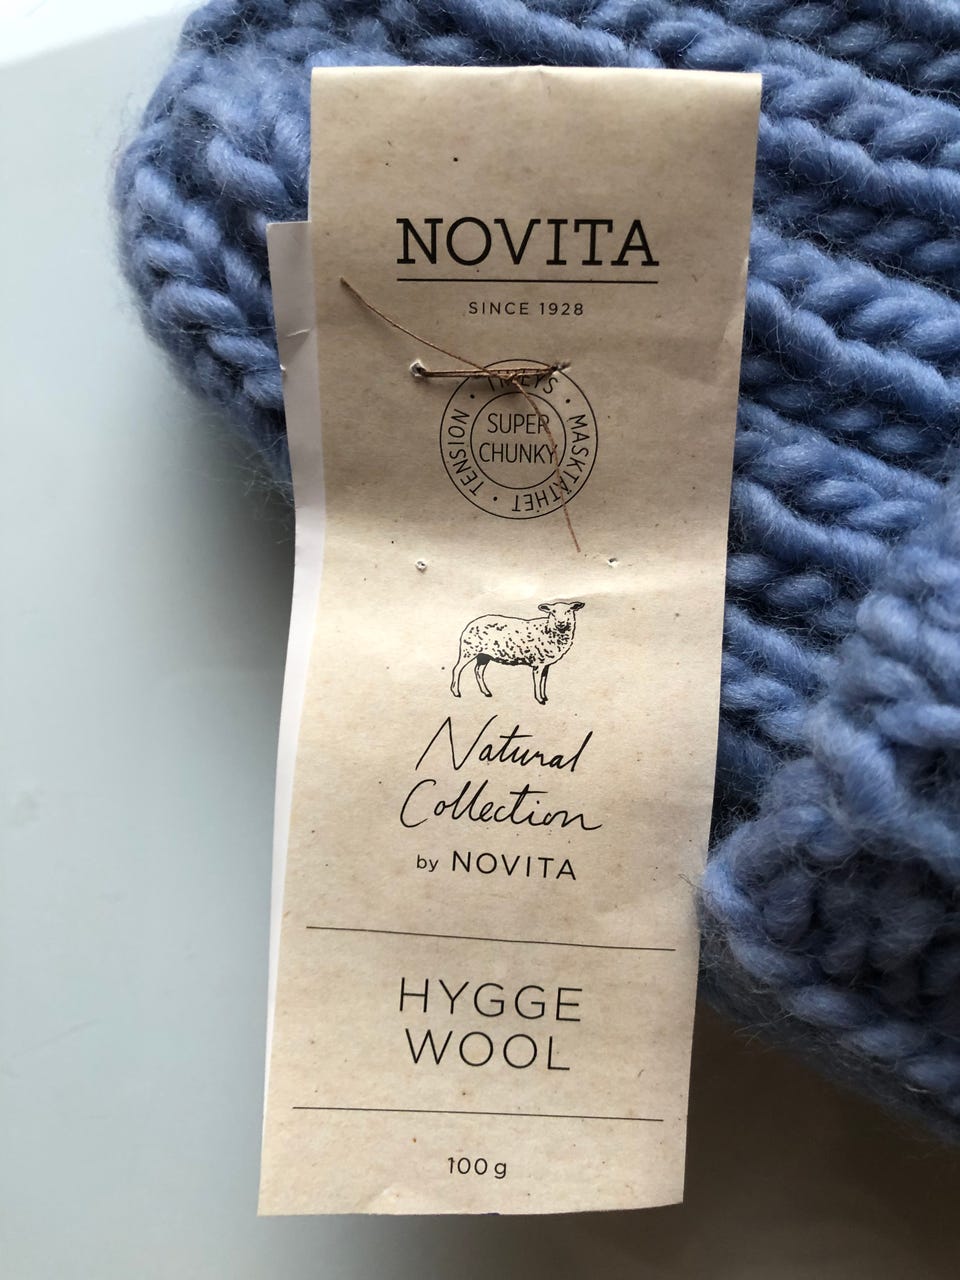 NOVITA
SINCE 1928
MASKTÄTHET · TENSION
SUPER
CHUNKY
Natural
Collection
by NOVITA
HYGGE
WOOL
100g